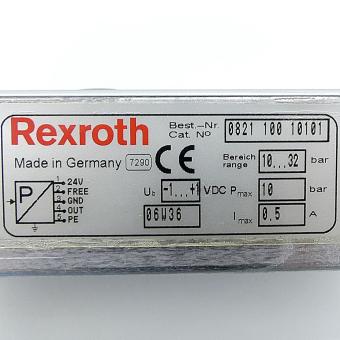 Rexroth Best.-Nr. Cat. Nº 0821 100 10101
Made in Germany 7290 CE Bereich range 10...32 bar
P 1 24V
2 FREE
3 GND
4 OUT
5 PE
U₀ -1...+1 VDC Pmax 10 bar
06W36 Imax 0.5 A